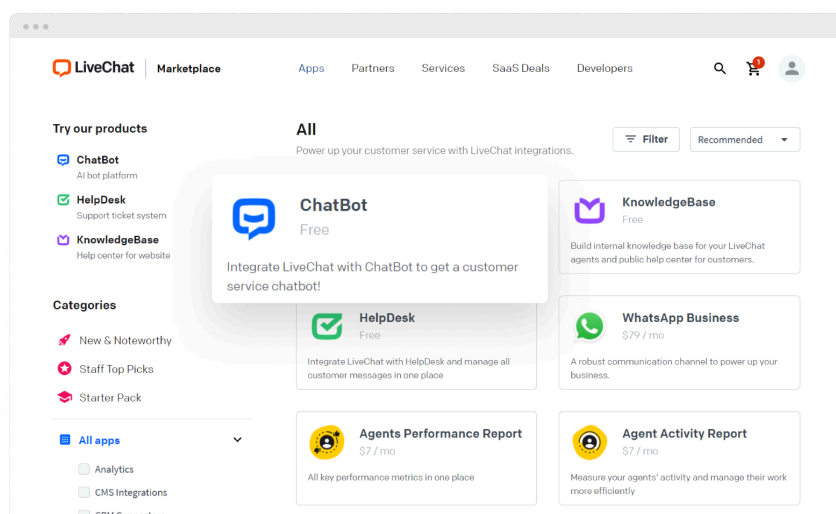 LiveChat Marketplace Apps Partners Services SaaS Deals Developers 1
Try our products
ChatBot
AI bot platform
HelpDesk
Support ticket system
KnowledgeBase
Help center for website
Categories
New & Noteworthy
Staff Top Picks
Starter Pack
All apps
Analytics
CMS Integrations
All
Power up your customer service with LiveChat integrations.
Filter Recommended
ChatBot
Free
Integrate LiveChat with ChatBot to get a customer
service chatbot!
KnowledgeBase
Free
Build internal knowledge base for your LiveChat
agents and public help center for customers.
HelpDesk
Free
Integrate LiveChat with HelpDesk and manage all
customer messages in one place
WhatsApp Business
$79 / mo
A robust communication channel to power up your
business.
Agents Performance Report
$7 / mo
All key performance metrics in one place
Agent Activity Report
$7 / mo
Measure your agents' activity and manage their work
more efficiently